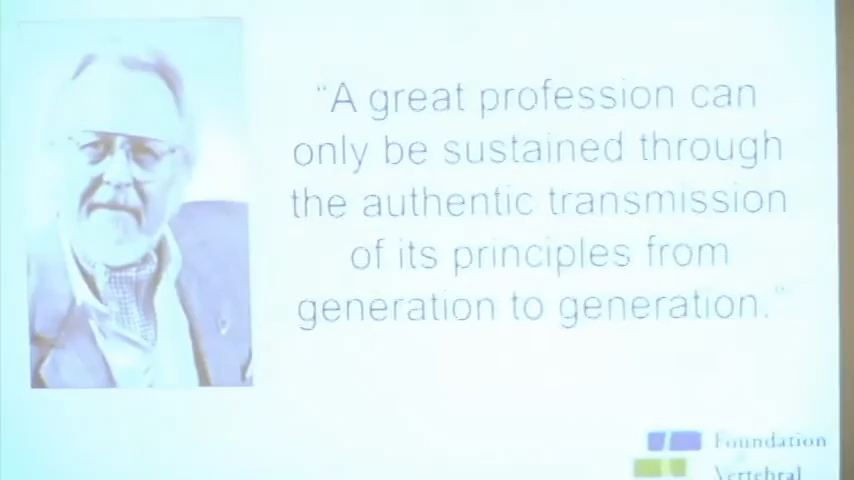 "A great profession can
only be sustained through
the authentic transmission
of its principles from
generation to generation."
Foundation
Vertebral